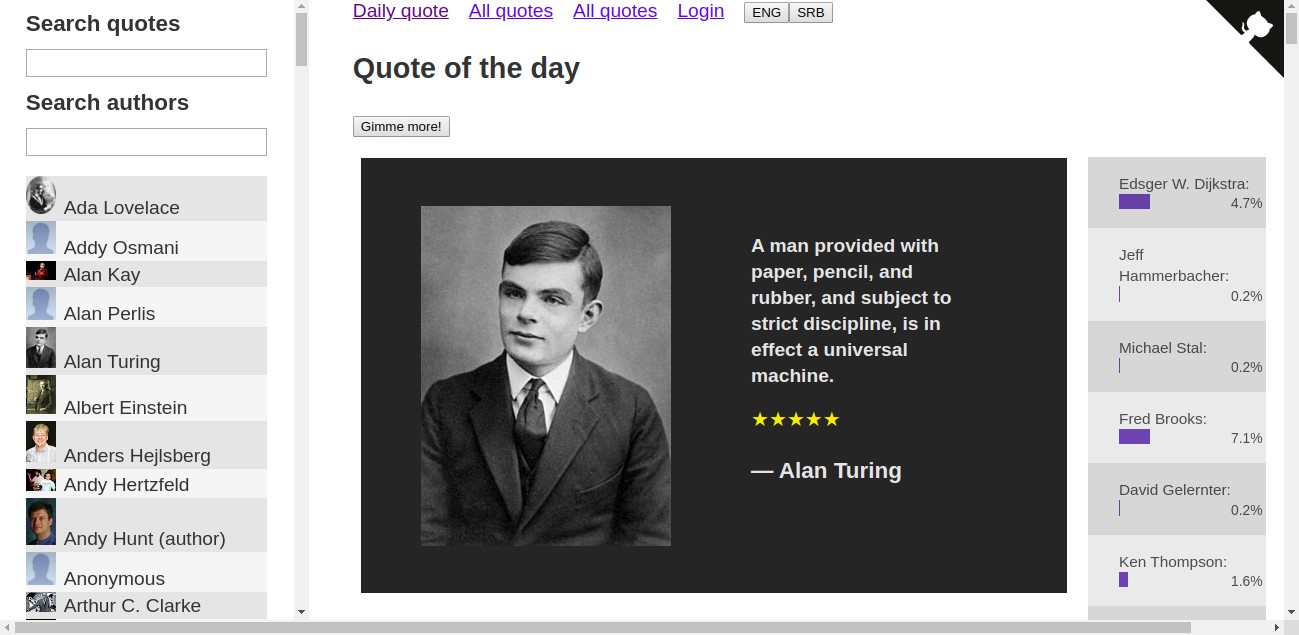 Search quotes
Search authors
Ada Lovelace
Addy Osmani
Alan Kay
Alan Perlis
Alan Turing
Albert Einstein
Anders Hejlsberg
Andy Hertzfeld
Andy Hunt (author)
Anonymous
Arthur C. Clarke
Daily quote All quotes All quotes Login ENG SRB
Quote of the day
Gimme more!
A man provided with
paper, pencil, and
rubber, and subject to
strict discipline, is in
effect a universal
machine.
★★★★★
— Alan Turing
Edsger W. Dijkstra:
4.7%
Jeff
Hammerbacher:
0.2%
Michael Stal:
0.2%
Fred Brooks:
7.1%
David Gelernter:
0.2%
Ken Thompson:
1.6%